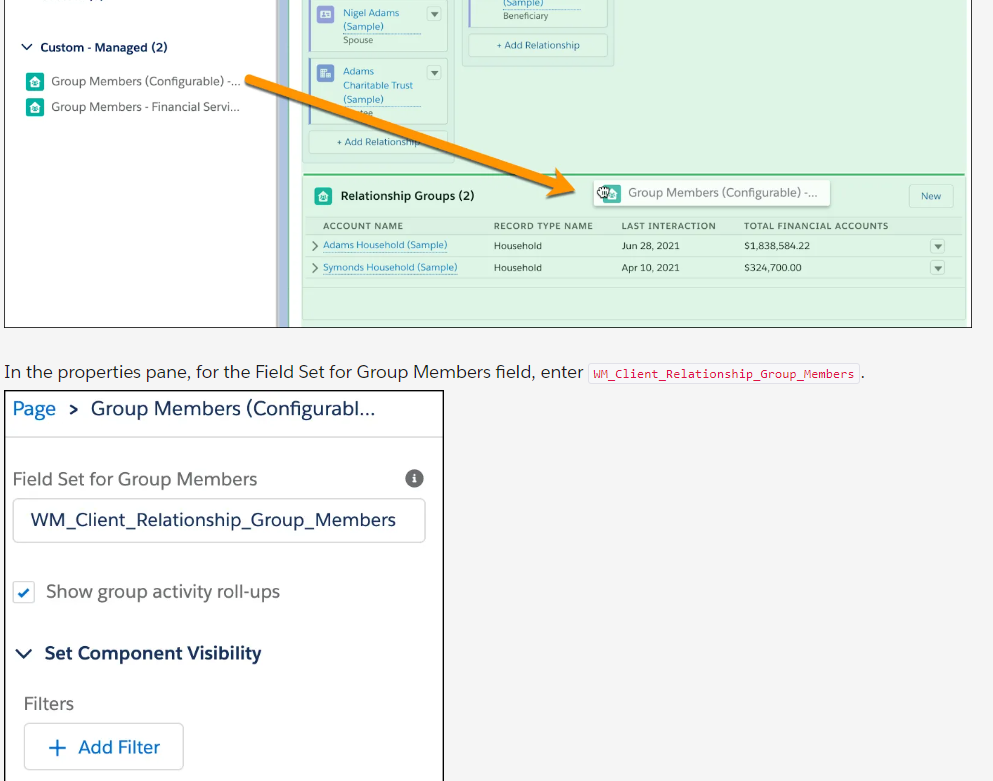 Nigel Adams
(Sample)
Spouse
(Sample)
Beneficiary
+ Add Relationship
Custom - Managed (2)
Group Members (Configurable) -...
Group Members - Financial Servi...
Adams
Charitable Trust
(Sample)
+ Add Relationship
Relationship Groups (2)
Group Members (Configurable) -...
New
ACCOUNT NAME RECORD TYPE NAME LAST INTERACTION TOTAL FINANCIAL ACCOUNTS
Adams Household (Sample) Household Jun 28, 2021 $1,838,584.22
Symonds Household (Sample) Household Apr 10, 2021 $324,700.00
In the properties pane, for the Field Set for Group Members field, enter WM_Client_Relationship_Group_Members.
Page > Group Members (Configurabl...
Field Set for Group Members
WM_Client_Relationship_Group_Members
Show group activity roll-ups
Set Component Visibility
Filters
+ Add Filter